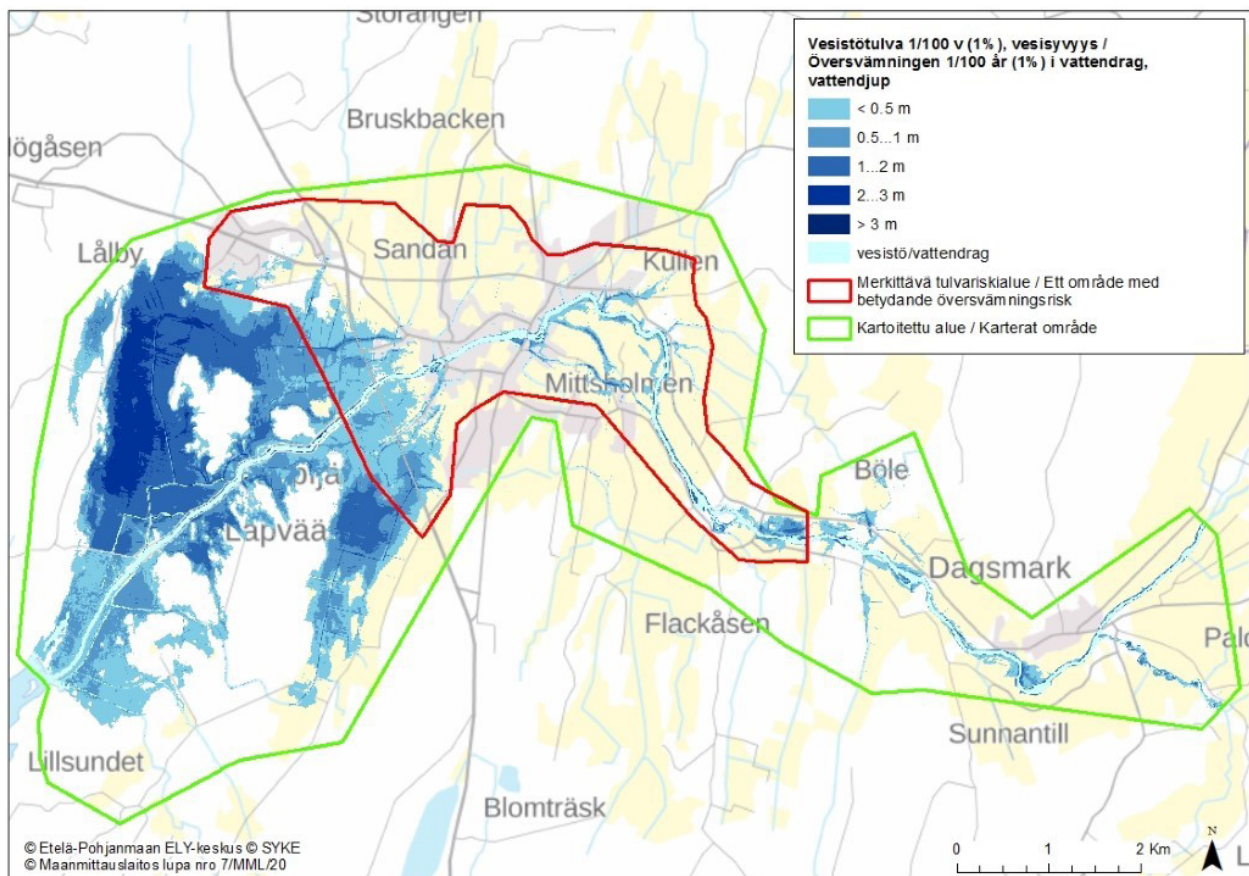 Storängen
Bruskbacken
Högåsen
Lålby
Sandån
Kullen
Mittsholmen
Lapvää
Böle
Dagsmark
Flackåsen
Sunnantill
Lillsundet
Blomträsk
Vesistötulva 1/100 v (1%), vesisyvyys /
Översvämningen 1/100 år (1%) i vattendrag,
vattendjup
< 0.5 m
0.5...1 m
1...2 m
2...3 m
> 3 m
vesistö/vattendrag
Merkittävä tulvariskialue / Ett område med
betydande översvämningsrisk
Kartoitettu alue / Karterat område
© Etelä-Pohjanmaan ELY-keskus © SYKE
© Maanmittauslaitos lupa nro 7/MML/20
0 1 2 Km
N